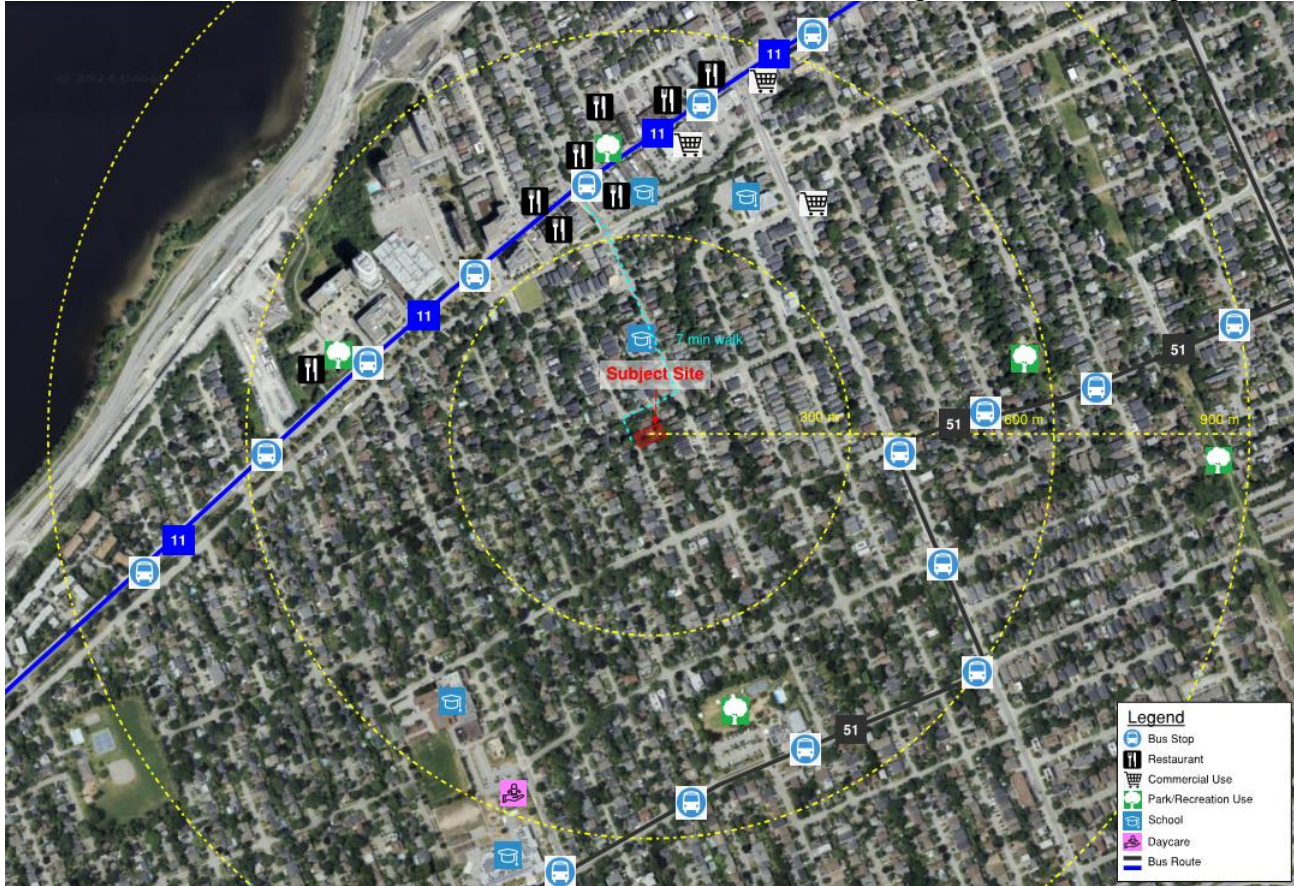 11
11
7 min walk
Subject Site
11
51
300 m
51
600 m
900 m
11
51
Legend
Bus Stop
Restaurant
Commercial Use
Park/Recreation Use
School
Daycare
Bus Route